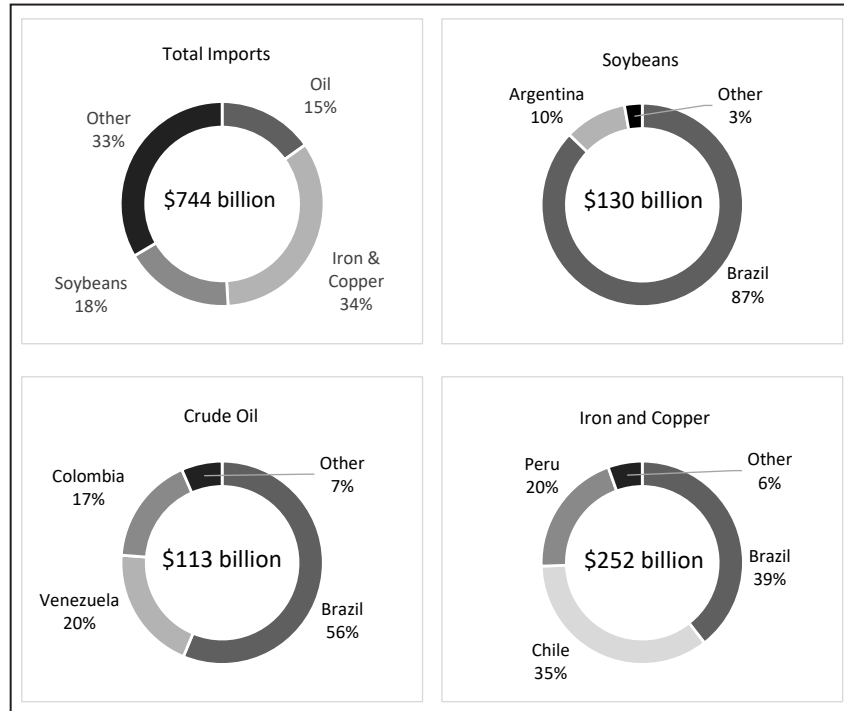 Total Imports
Oil
15%
Other
33%
$744 billion
Iron &
Copper
34%
Soybeans
18%
Soybeans
Argentina
10%
Other
3%
$130 billion
Brazil
87%
Crude Oil
Colombia
17%
Other
7%
$113 billion
Venezuela
20%
Brazil
56%
Iron and Copper
Peru
20%
Other
6%
$252 billion
Brazil
39%
Chile
35%